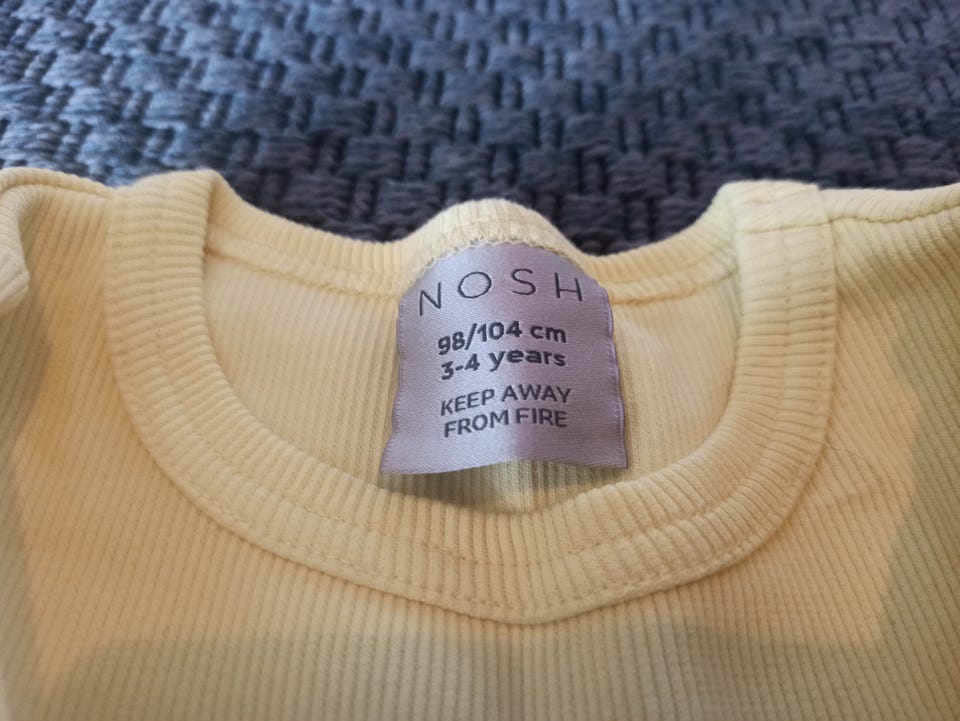 NOSH
98/104 cm
3-4 years
KEEP AWAY
FROM FIRE